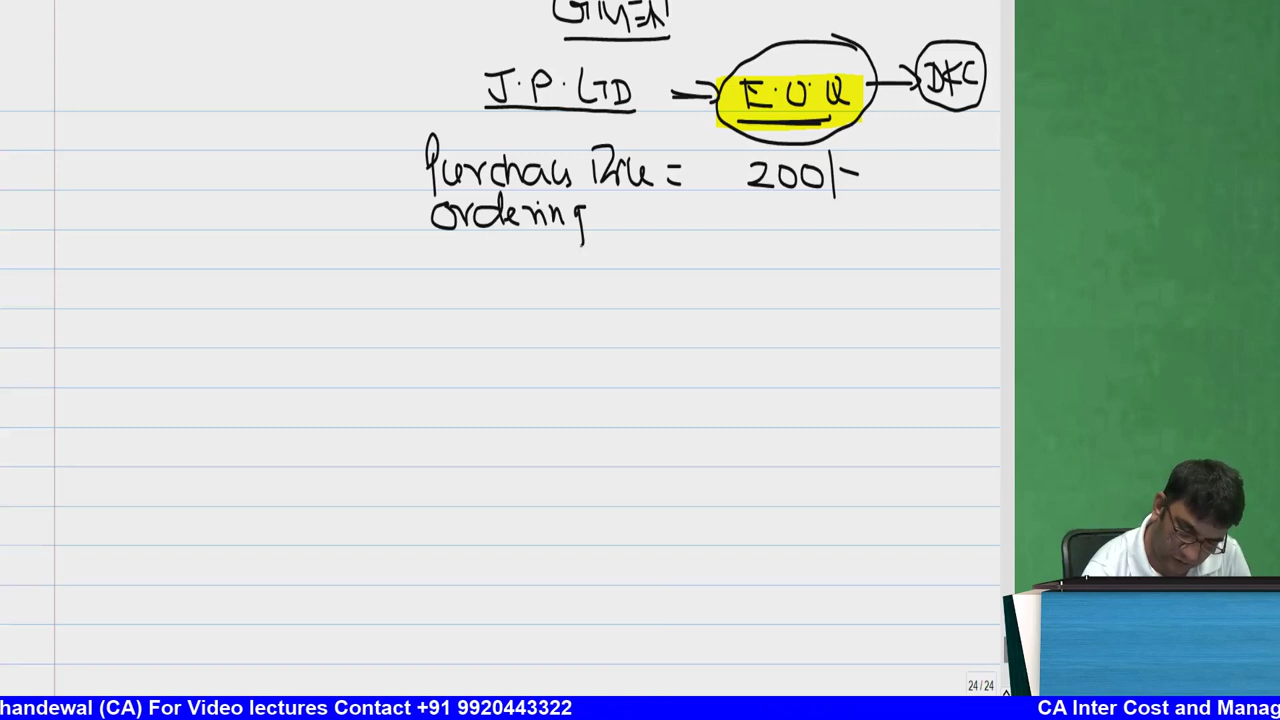 Given
J.P. LTD → E.O.Q → DKC
Purchase Price = 200/-
ordering
24 / 24
handewal (CA) For Video lectures Contact +91 9920443322
CA Inter Cost and Manag